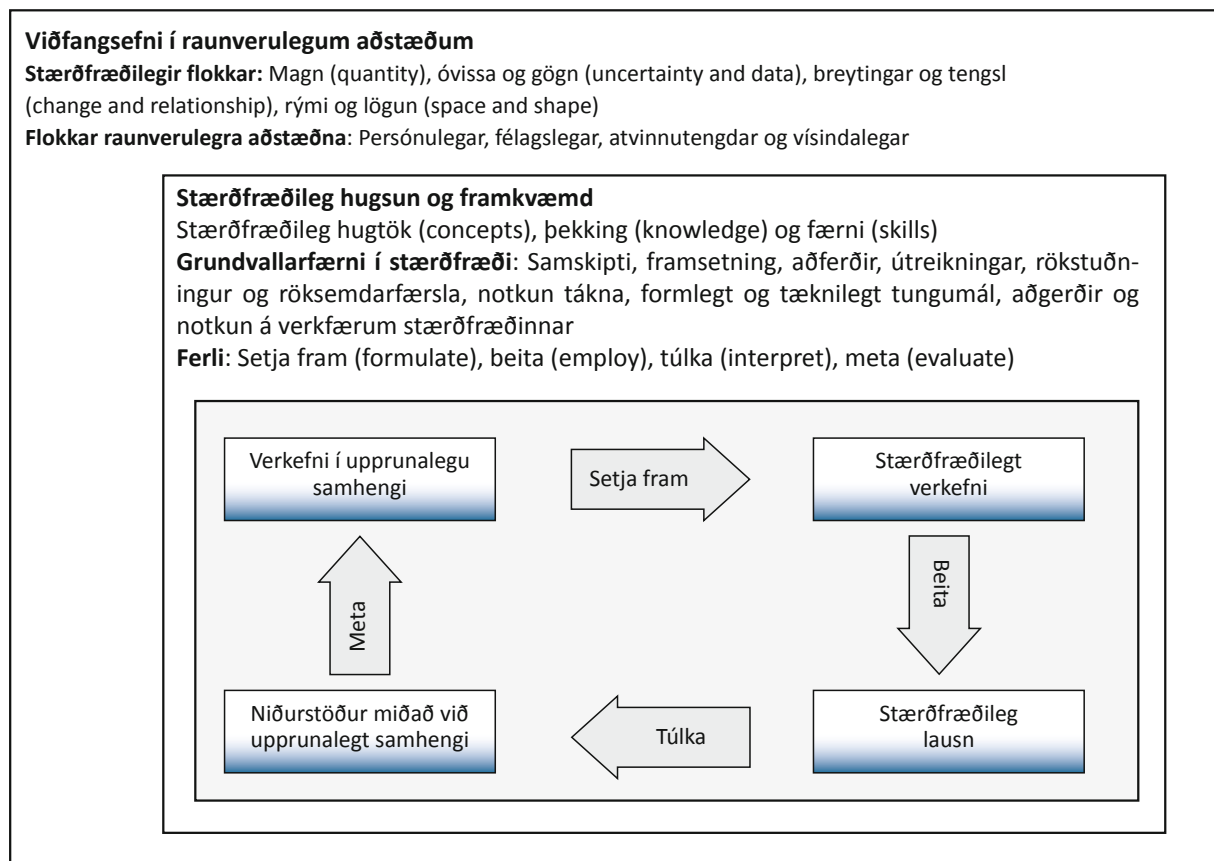 Viðfangsefni í raunverulegum aðstæðum
Stærðfræðilegir flokkar: Magn (quantity), óvissa og gögn (uncertainty and data), breytingar og tengsl
(change and relationship), rými og lögun (space and shape)
Flokkar raunverulegra aðstæðna: Persónulegar, félagslegar, atvinnutengdar og vísindalegar
Stærðfræðileg hugsun og framkvæmd
Stærðfræðileg hugtök (concepts), þekking (knowledge) og færni (skills)
Grundvallarfærni í stærðfræði: Samskipti, framsetning, aðferðir, útreikningar, rökstuðn-
ingur og röksemdarfærsla, notkun tákna, formlegt og tæknilegt tungumál, aðgerðir og
notkun á verkfærum stærðfræðinnar
Ferli: Setja fram (formulate), beita (employ), túlka (interpret), meta (evaluate)
Verkefni í upprunalegu
samhengi
Setja fram
Stærðfræðilegt
verkefni
Beita
Stærðfræðileg
lausn
Túlka
Niðurstöður miðað við
upprunalegt samhengi
Meta